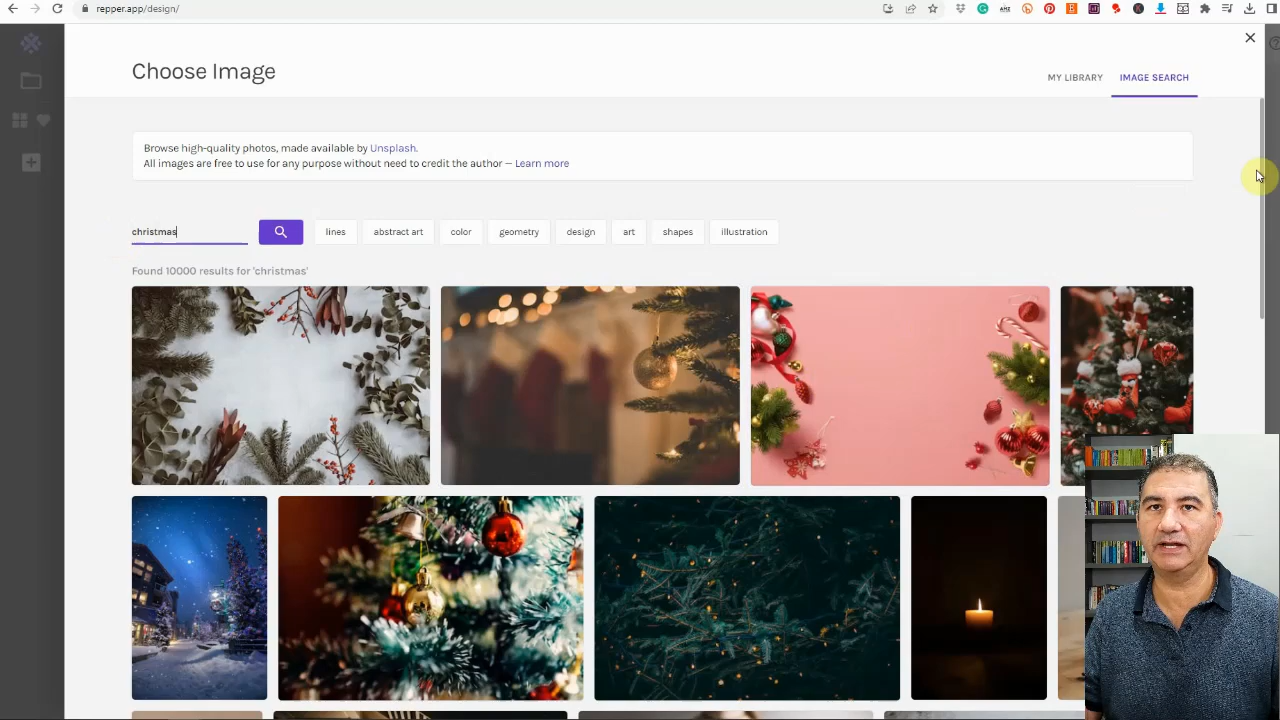 repper.app/design/
Choose Image
MY LIBRARY
IMAGE SEARCH
Browse high-quality photos, made available by Unsplash.
All images are free to use for any purpose without need to credit the author — Learn more
christmas
lines
abstract art
color
geometry
design
art
shapes
illustration
Found 10000 results for 'christmas'